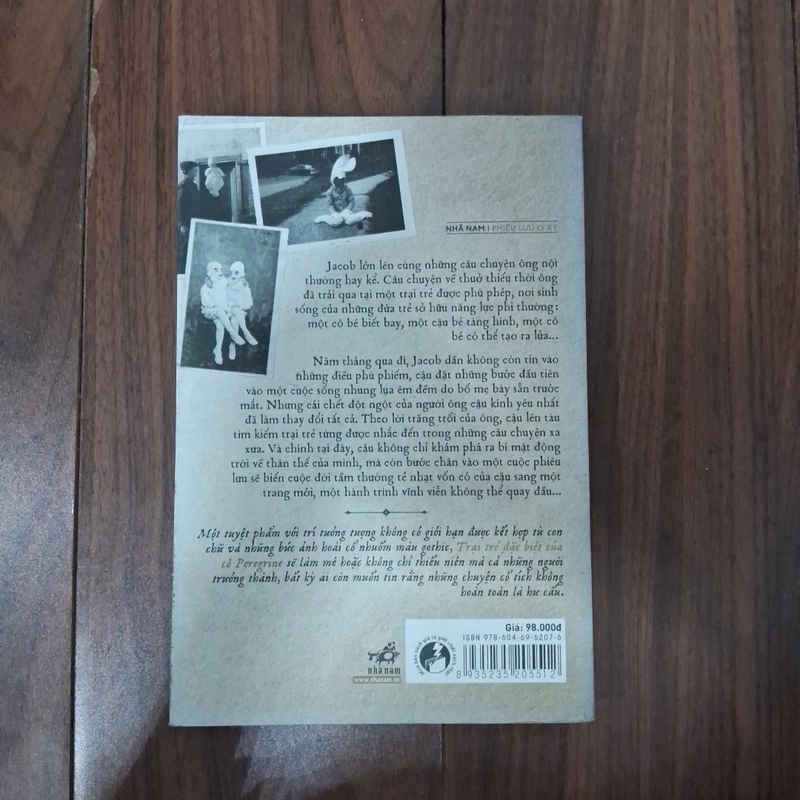 NHÃ NAM | PHIÊU LƯU LY KỲ
Jacob lớn lên cùng những câu chuyện ông nội
thường hay kể. Câu chuyện về thuở thiếu thời ông
đã trải qua tại một trại trẻ được phù phép, nơi sinh
sống của những đứa trẻ sở hữu năng lực phi thường:
một cô bé biết bay, một cậu bé tàng hình, một cô
bé có thể tạo ra lửa...
Năm tháng qua đi, Jacob dần không còn tin vào
những điều phù phiếm, cậu đặt những bước đầu tiên
vào một cuộc sống nhung lụa êm đềm do bố mẹ bày sẵn trước
mắt. Nhưng cái chết đột ngột của người ông cậu kính yêu nhất
đã làm thay đổi tất cả. Theo lời trăng trối của ông, cậu lên tàu
tìm kiếm trại trẻ từng được nhắc đến trong những câu chuyện xa
xưa. Và chính tại đây, cậu không chỉ khám phá ra bí mật động
trời về thân thế của mình, mà còn bước chân vào một cuộc phiêu
lưu sẽ biến cuộc đời tầm thường tẻ nhạt vốn có của cậu sang một
trang mới, một hành trình vĩnh viễn không thể quay đầu...
Một tuyệt phẩm với trí tưởng tượng không có giới hạn được kết hợp từ con
chữ và những bức ảnh hoài cổ nhuốm màu gothic, Trại trẻ đặc biệt của
cô Peregrine sẽ làm mê hoặc không chỉ thiếu niên mà cả những người
trưởng thành, bất kỳ ai còn muốn tin rằng những chuyện cổ tích không
hoàn toàn là hư cấu.
nhã nam
www.nhanam.vn
Mua bán sách giả là giết chết sách thật
Giá: 98.000đ
ISBN 978-604-69-6207-6
8 935235 205512